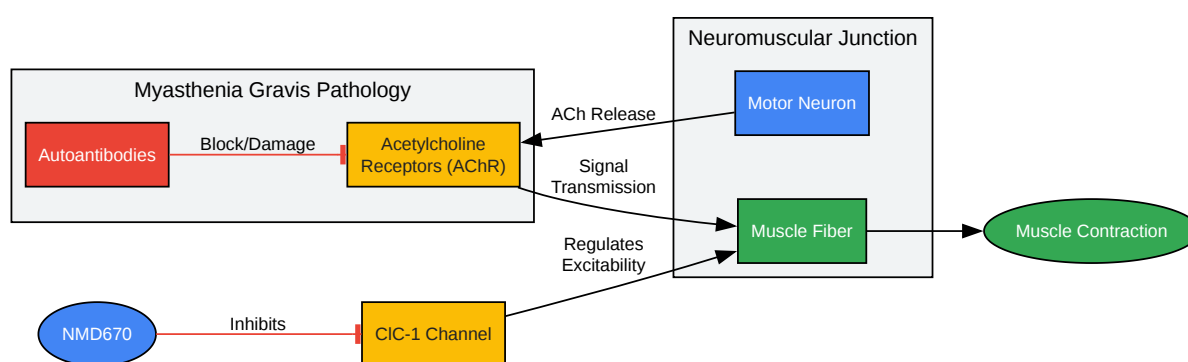 Neuromuscular Junction
Myasthenia Gravis Pathology
Motor Neuron
ACh Release
Autoantibodies
Block/Damage
Acetylcholine
Receptors (AChR)
Signal
Transmission
Muscle Fiber
Muscle Contraction
Regulates
Excitability
NMD670
Inhibits
ClC-1 Channel